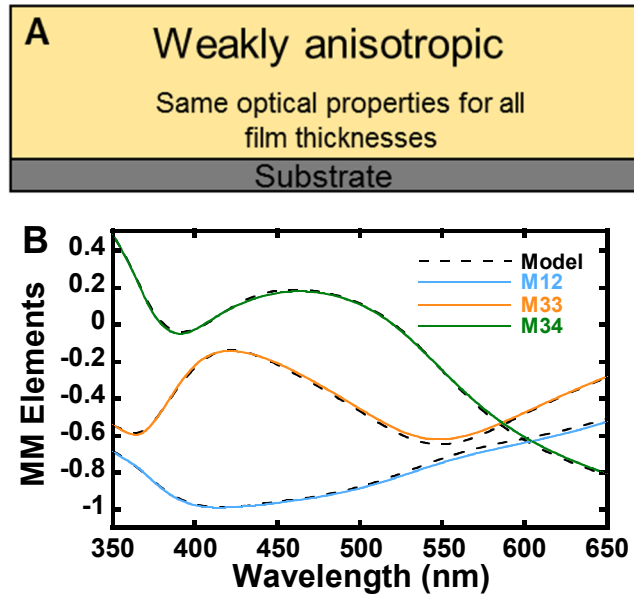 A
Weakly anisotropic
Same optical properties for all
film thicknesses
Substrate
B
0.4
0.2
0
-0.2
-0.4
-0.6
-0.8
-1
MM Elements
Model
M12
M33
M34
350 400 450 500 550 600 650
Wavelength (nm)